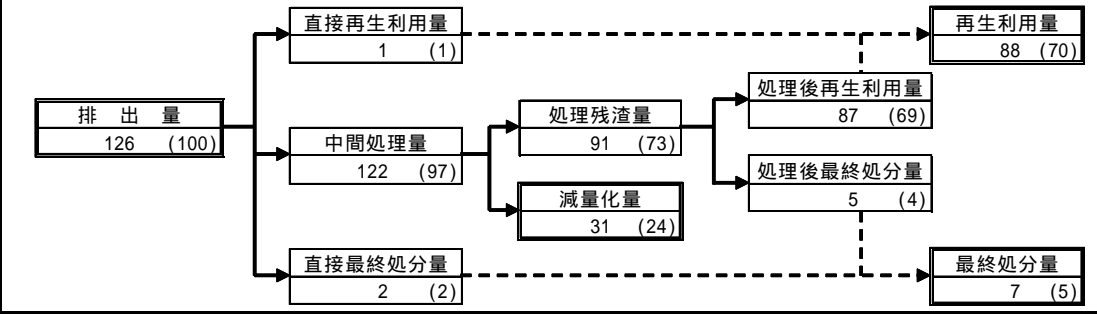 直接再生利用量
1 (1)
再生利用量
88 (70)
排 出 量
126 (100)
中間処理量
122 (97)
処理残渣量
91 (73)
処理後再生利用量
87 (69)
減量化量
31 (24)
処理後最終処分量
5 (4)
直接最終処分量
2 (2)
最終処分量
7 (5)